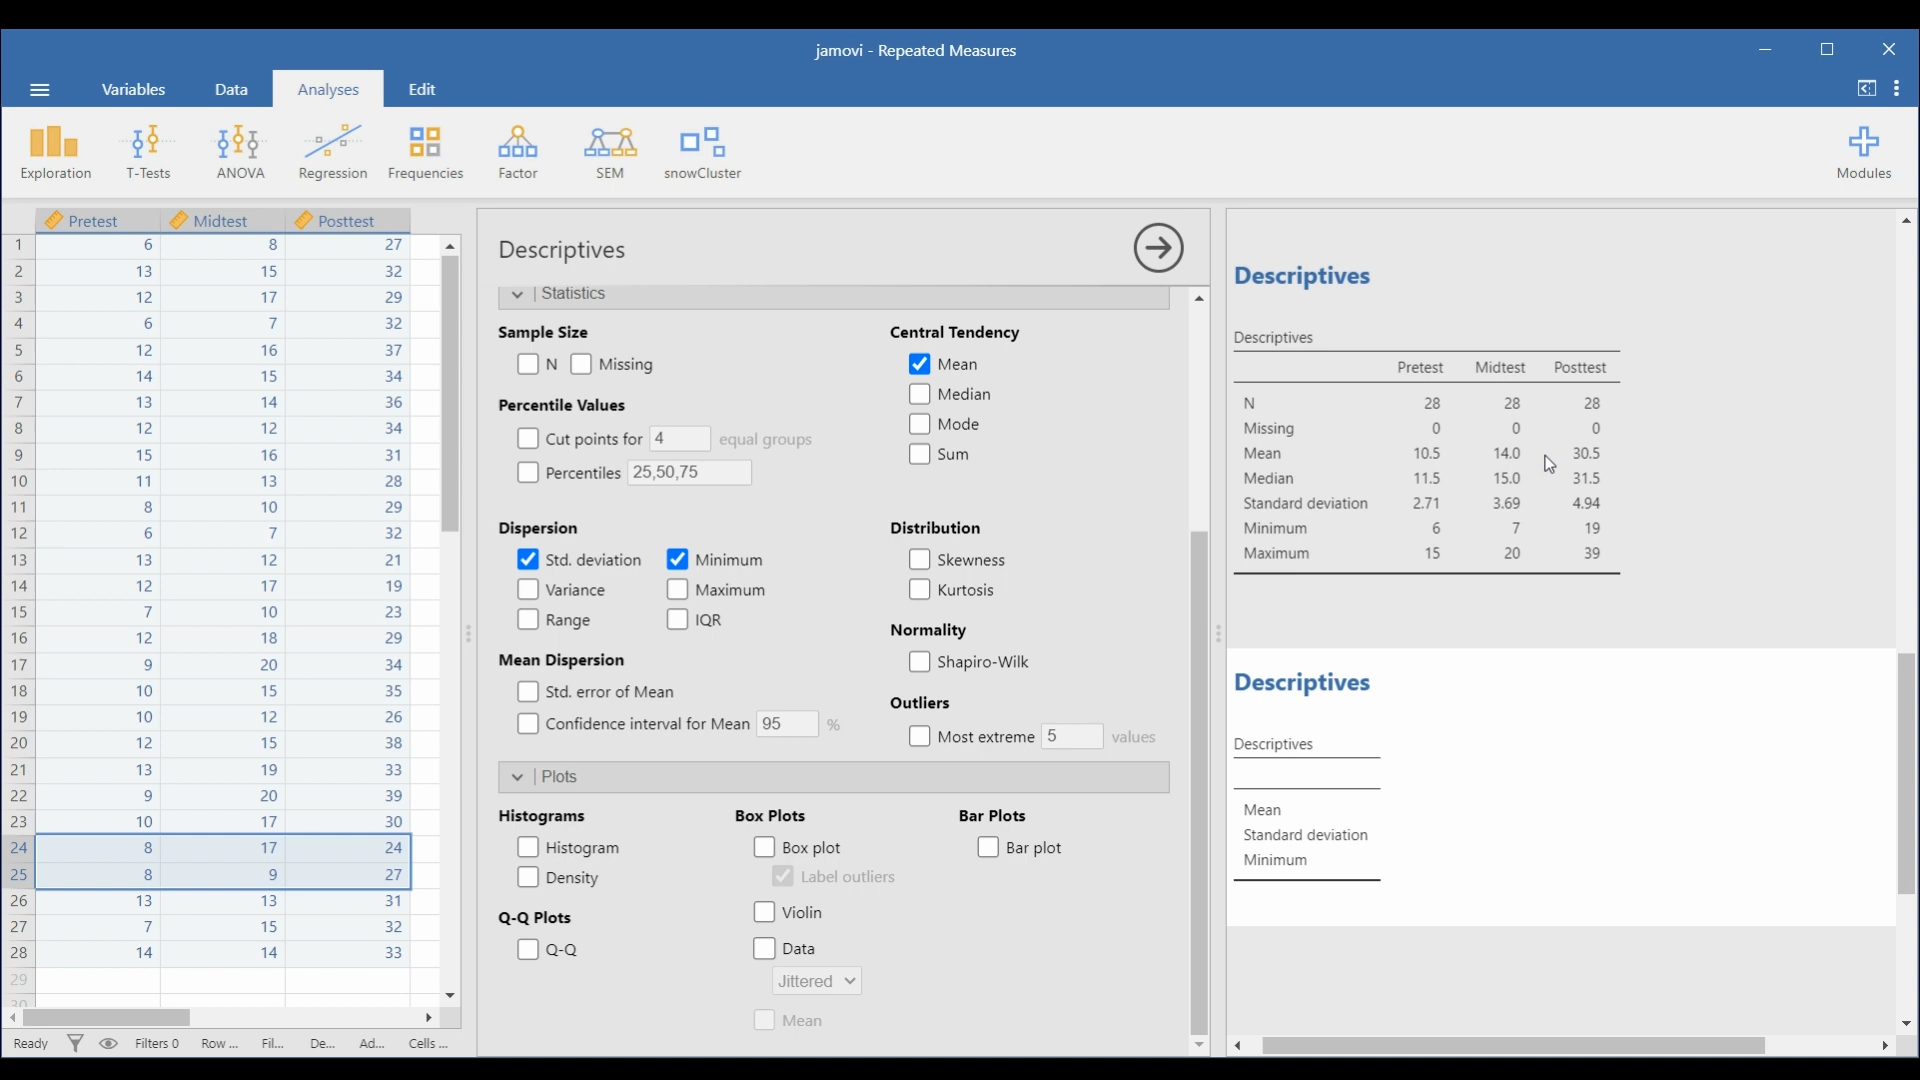 jamovi - Repeated Measures
Variables Data Analyses Edit
Exploration T-Tests ANOVA Regression Frequencies Factor SEM snowCluster Modules
Pretest Midtest Posttest
1 6 8 27
2 13 15 32
3 12 17 29
4 6 7 32
5 12 16 37
6 14 15 34
7 13 14 36
8 12 12 34
9 15 16 31
10 11 13 28
11 8 10 29
12 6 7 32
13 13 12 21
14 12 17 19
15 7 10 23
16 12 18 29
17 9 20 34
18 10 15 35
19 10 12 26
20 12 15 38
21 13 19 33
22 9 20 39
23 10 17 30
24 8 17 24
25 8 9 27
26 13 13 31
27 7 15 32
28 14 14 33
29
30
Ready Filters 0 Row ... Fil... De... Ad... Cells ...
Descriptives
Statistics
Sample Size
N Missing
Percentile Values
Cut points for 4 equal groups
Percentiles 25,50,75
Central Tendency
Mean
Median
Mode
Sum
Dispersion
Std. deviation Minimum
Variance Maximum
Range IQR
Distribution
Skewness
Kurtosis
Mean Dispersion
Std. error of Mean
Confidence interval for Mean 95 %
Normality
Shapiro-Wilk
Outliers
Most extreme 5 values
Plots
Histograms
Histogram
Density
Q-Q Plots
Q-Q
Box Plots
Box plot
Label outliers
Violin
Data
Jittered
Mean
Bar Plots
Bar plot
Descriptives
Descriptives
Pretest Midtest Posttest
N 28 28 28
Missing 0 0 0
Mean 10.5 14.0 30.5
Median 11.5 15.0 31.5
Standard deviation 2.71 3.69 4.94
Minimum 6 7 19
Maximum 15 20 39
Descriptives
Descriptives
Mean
Standard deviation
Minimum